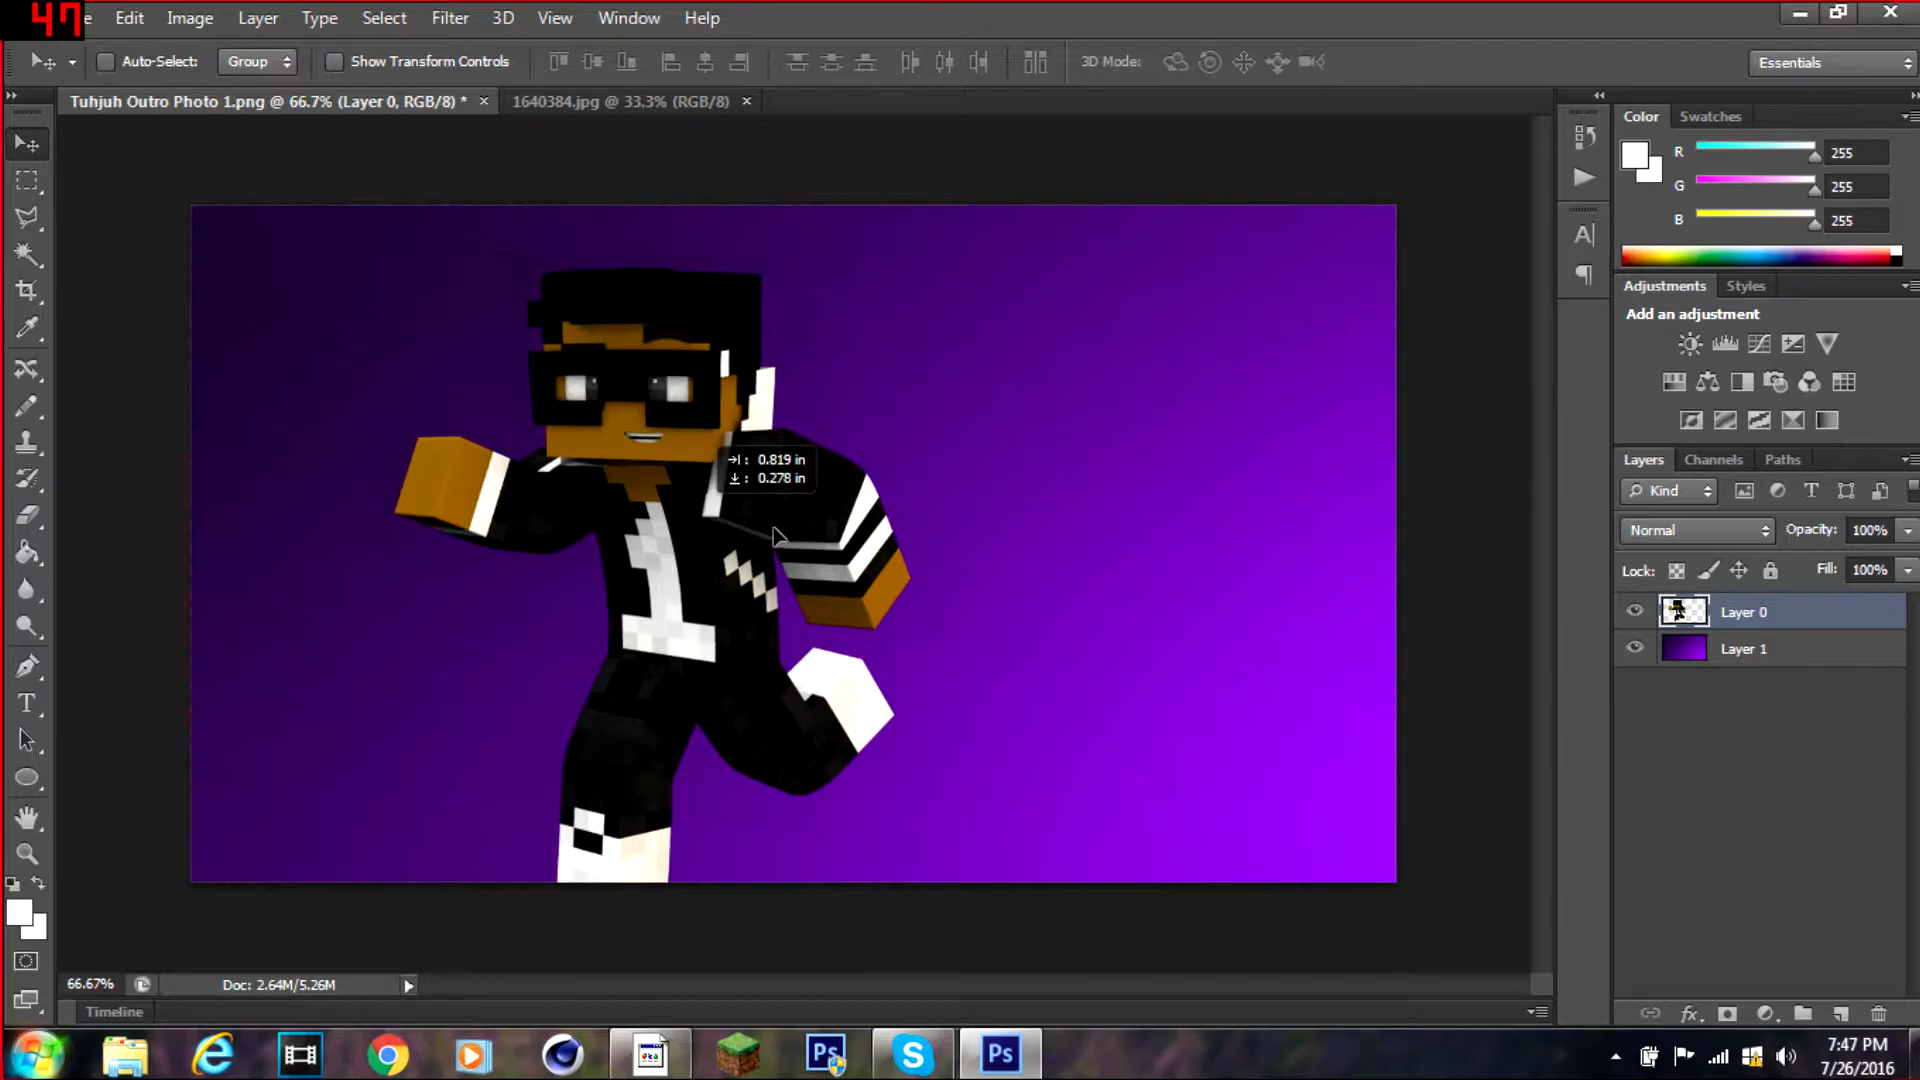 47
Edit Image Layer Type Select Filter 3D View Window Help
Auto-Select: Group Show Transform Controls 3D Mode: Essentials
Tuhjuh Outro Photo 1.png @ 66.7% (Layer 0, RGB/8) * × 1640384.jpg @ 33.3% (RGB/8) ×
Color Swatches
R 255
G 255
B 255
Adjustments Styles
Add an adjustment
→|: 0.819 in
↓: 0.278 in
Layers Channels Paths
Kind
Normal Opacity: 100%
Lock: Fill: 100%
Layer 0
Layer 1
66.67% Doc: 2.64M/5.26M
Timeline
Ps S Ps
7:47 PM
7/26/2016